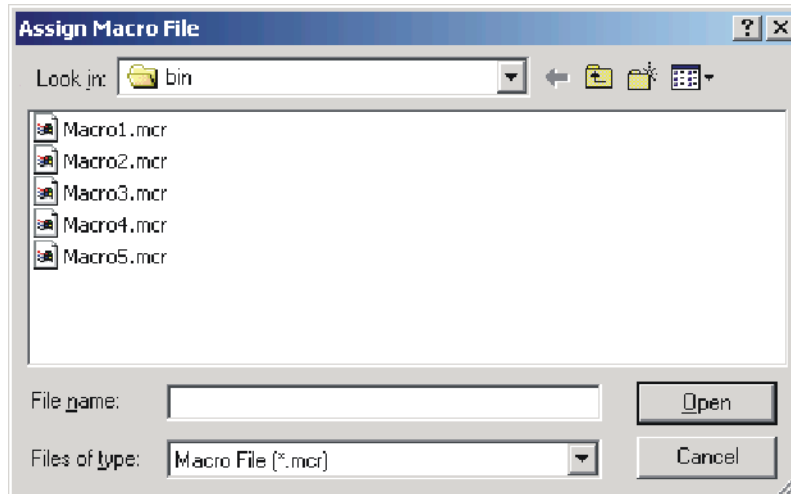 Assign Macro File
Look in: bin
Macro1.mcr
Macro2.mcr
Macro3.mcr
Macro4.mcr
Macro5.mcr
File name: Open
Files of type: Macro File (*.mcr) Cancel